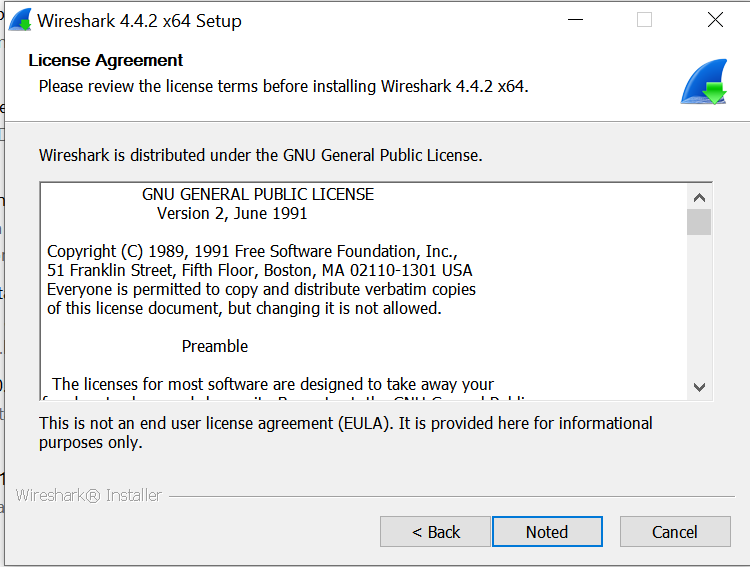 Wireshark 4.4.2 x64 Setup
License Agreement
Please review the license terms before installing Wireshark 4.4.2 x64.
Wireshark is distributed under the GNU General Public License.
GNU GENERAL PUBLIC LICENSE
Version 2, June 1991
Copyright (C) 1989, 1991 Free Software Foundation, Inc.,
51 Franklin Street, Fifth Floor, Boston, MA 02110-1301 USA
Everyone is permitted to copy and distribute verbatim copies
of this license document, but changing it is not allowed.
Preamble
The licenses for most software are designed to take away your
This is not an end user license agreement (EULA). It is provided here for informational
purposes only.
Wireshark® Installer
< Back
Noted
Cancel